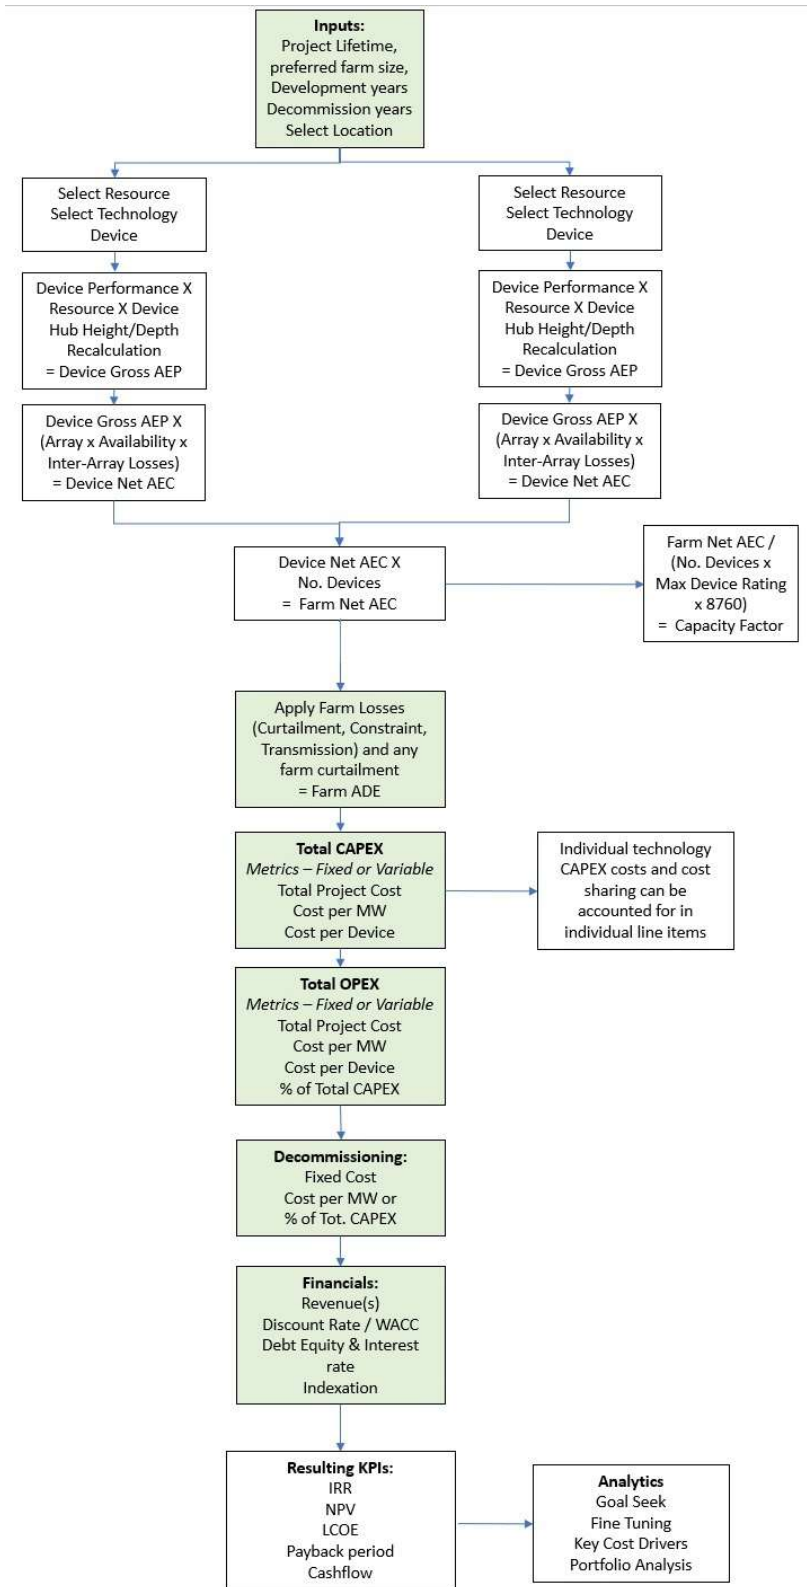 Inputs:
Project Lifetime,
preferred farm size,
Development years
Decommission years
Select Location
Select Resource
Select Technology
Device
Select Resource
Select Technology
Device
Device Performance X
Resource X Device
Hub Height/Depth
Recalculation
= Device Gross AEP
Device Performance X
Resource X Device
Hub Height/Depth
Recalculation
= Device Gross AEP
Device Gross AEP X
(Array x Availability x
Inter-Array Losses)
= Device Net AEC
Device Gross AEP X
(Array x Availability x
Inter-Array Losses)
= Device Net AEC
Device Net AEC X
No. Devices
= Farm Net AEC
Farm Net AEC /
(No. Devices x
Max Device Rating
x 8760)
= Capacity Factor
Apply Farm Losses
(Curtailment, Constraint,
Transmission) and any
farm curtailment
= Farm ADE
Total CAPEX
Metrics – Fixed or Variable
Total Project Cost
Cost per MW
Cost per Device
Individual technology
CAPEX costs and cost
sharing can be
accounted for in
individual line items
Total OPEX
Metrics – Fixed or Variable
Total Project Cost
Cost per MW
Cost per Device
% of Total CAPEX
Decommissioning:
Fixed Cost
Cost per MW or
% of Tot. CAPEX
Financials:
Revenue(s)
Discount Rate / WACC
Debt Equity & Interest
rate
Indexation
Resulting KPIs:
IRR
NPV
LCOE
Payback period
Cashflow
Analytics
Goal Seek
Fine Tuning
Key Cost Drivers
Portfolio Analysis